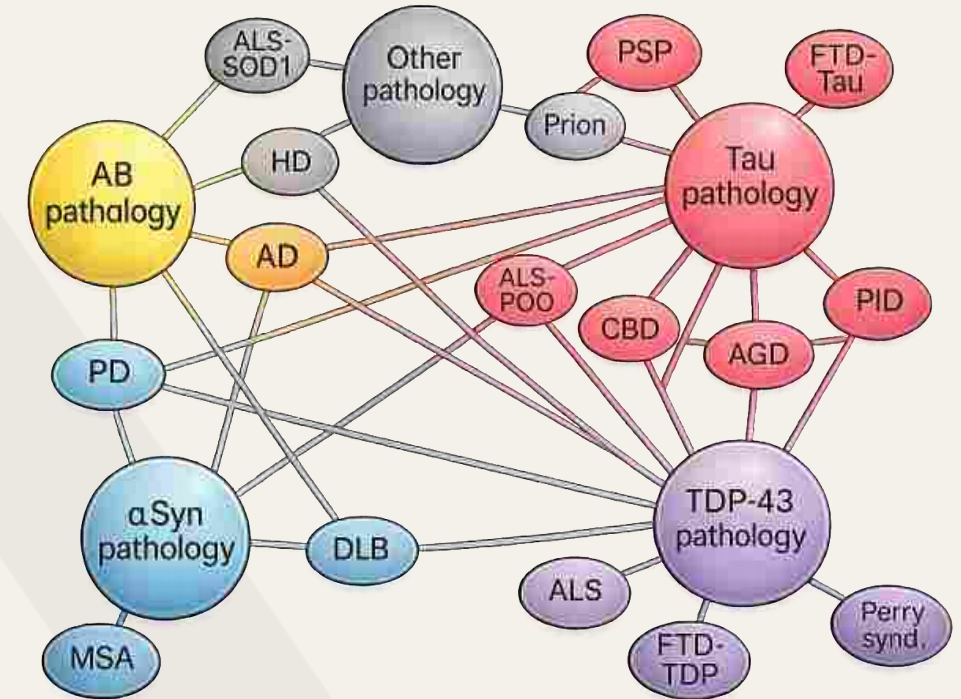 ALS-
SOD1
Other
pathology
PSP
FTD-
Tau
Prion
AB
pathology
HD
Tau
pathology
AD
ALS-
POO
CBD
PID
AGD
PD
αSyn
pathology
TDP-43
pathology
DLB
ALS
MSA
FTD-
TDP
Perry
synd.